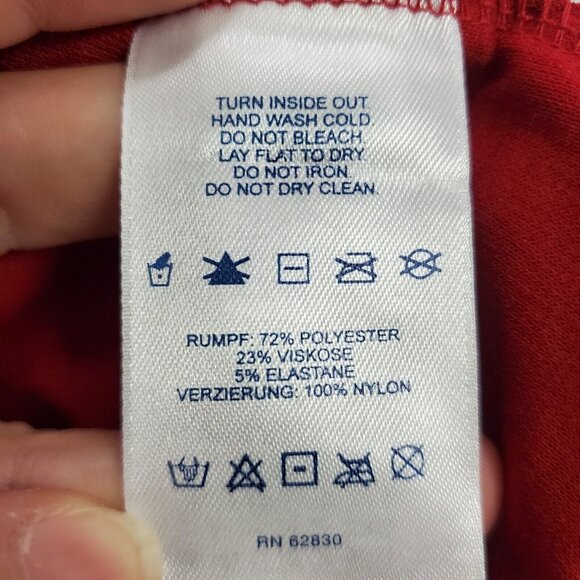 TURN INSIDE OUT.
HAND WASH COLD.
DO NOT BLEACH.
LAY FLAT TO DRY.
DO NOT IRON.
DO NOT DRY CLEAN.
RUMPF: 72% POLYESTER
23% VISKOSE
5% ELASTANE
VERZIERUNG: 100% NYLON
RN 62830